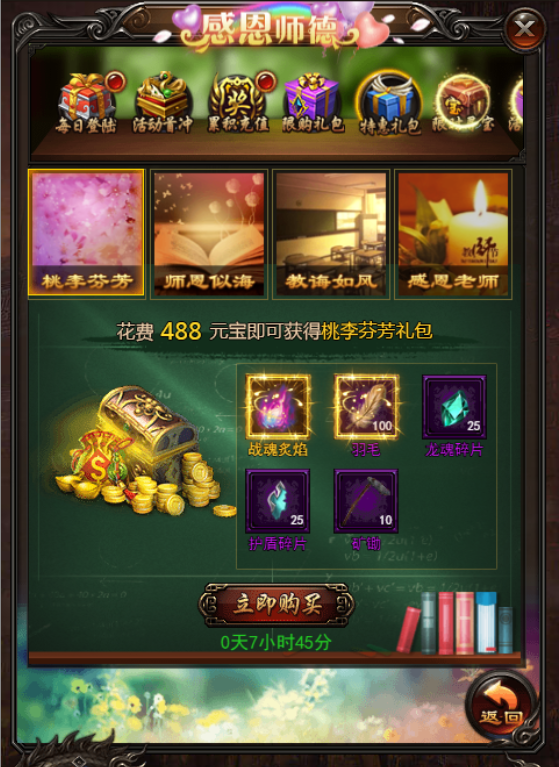 感恩师德
每日登陆 活动首冲 累积充值 限购礼包 特惠礼包
桃李芬芳 师恩似海 教诲如风 感恩老师
花费 488 元宝即可获得桃李芬芳礼包
100 25
战魂炙焰 羽毛 龙魂碎片
25 10
护盾碎片 矿锄
立即购买
0天7小时45分
返回